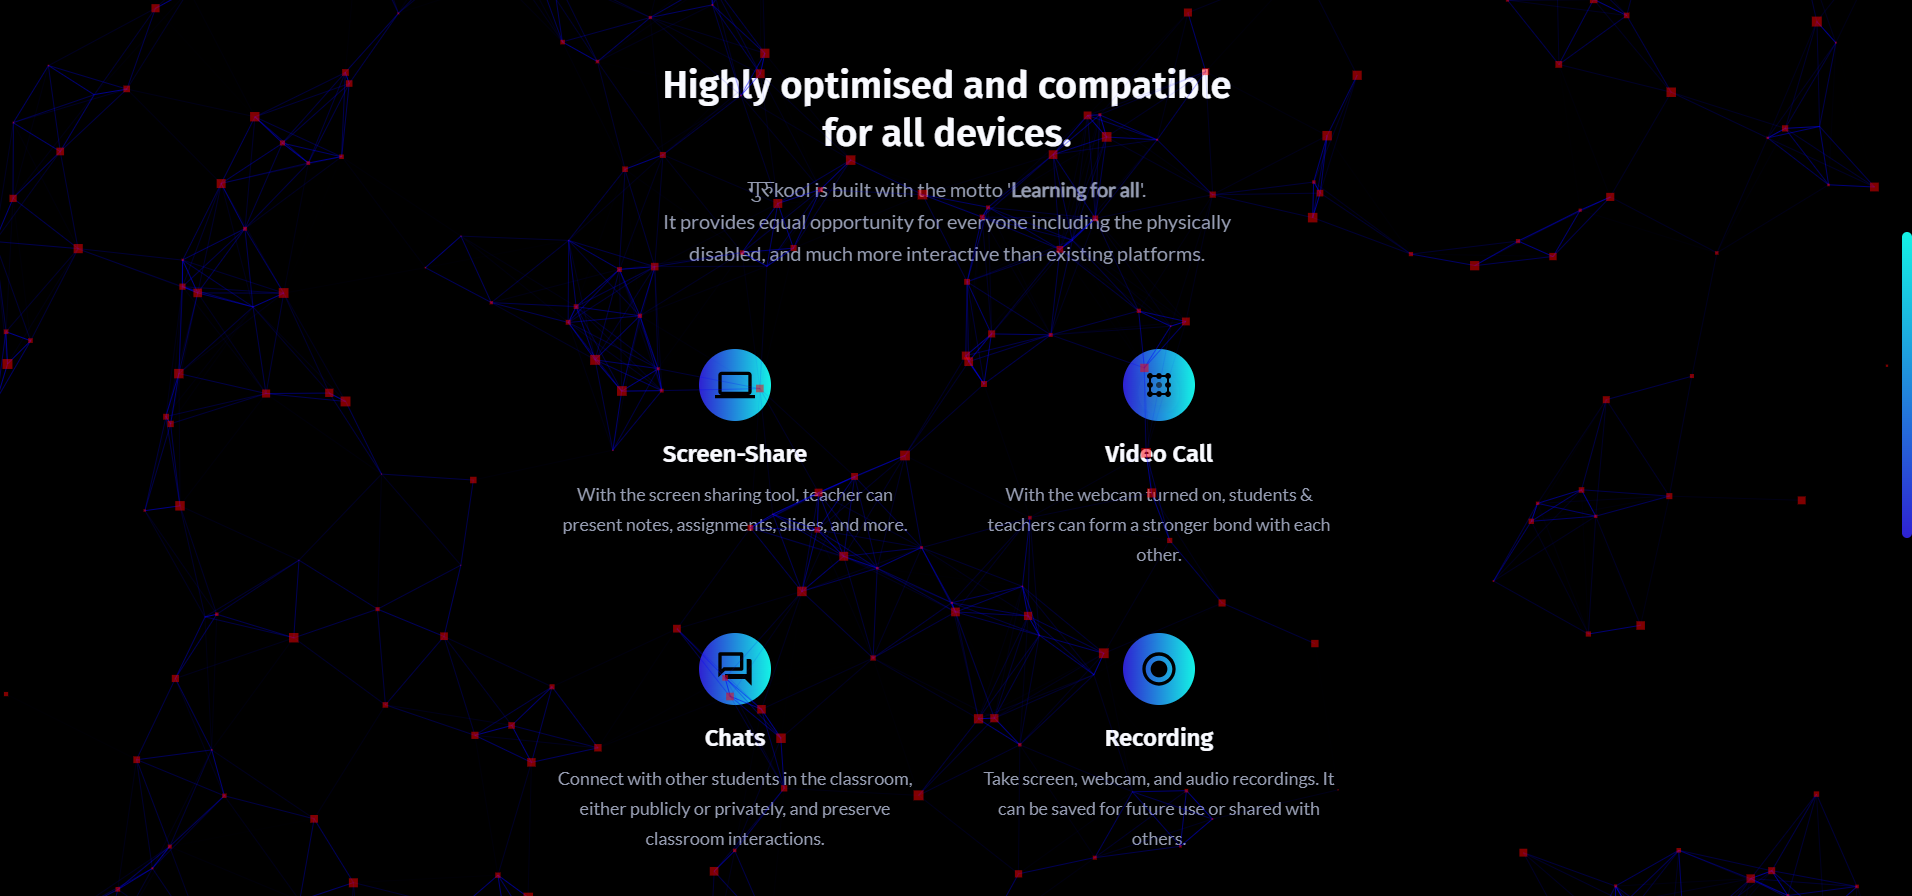 Highly optimised and compatible
for all devices.
गुरुkool is built with the motto 'Learning for all'.
It provides equal opportunity for everyone including the physically
disabled, and much more interactive than existing platforms.
Screen-Share
With the screen sharing tool, teacher can
present notes, assignments, slides, and more.
Video Call
With the webcam turned on, students &
teachers can form a stronger bond with each
other.
Chats
Connect with other students in the classroom,
either publicly or privately, and preserve
classroom interactions.
Recording
Take screen, webcam, and audio recordings. It
can be saved for future use or shared with
others.